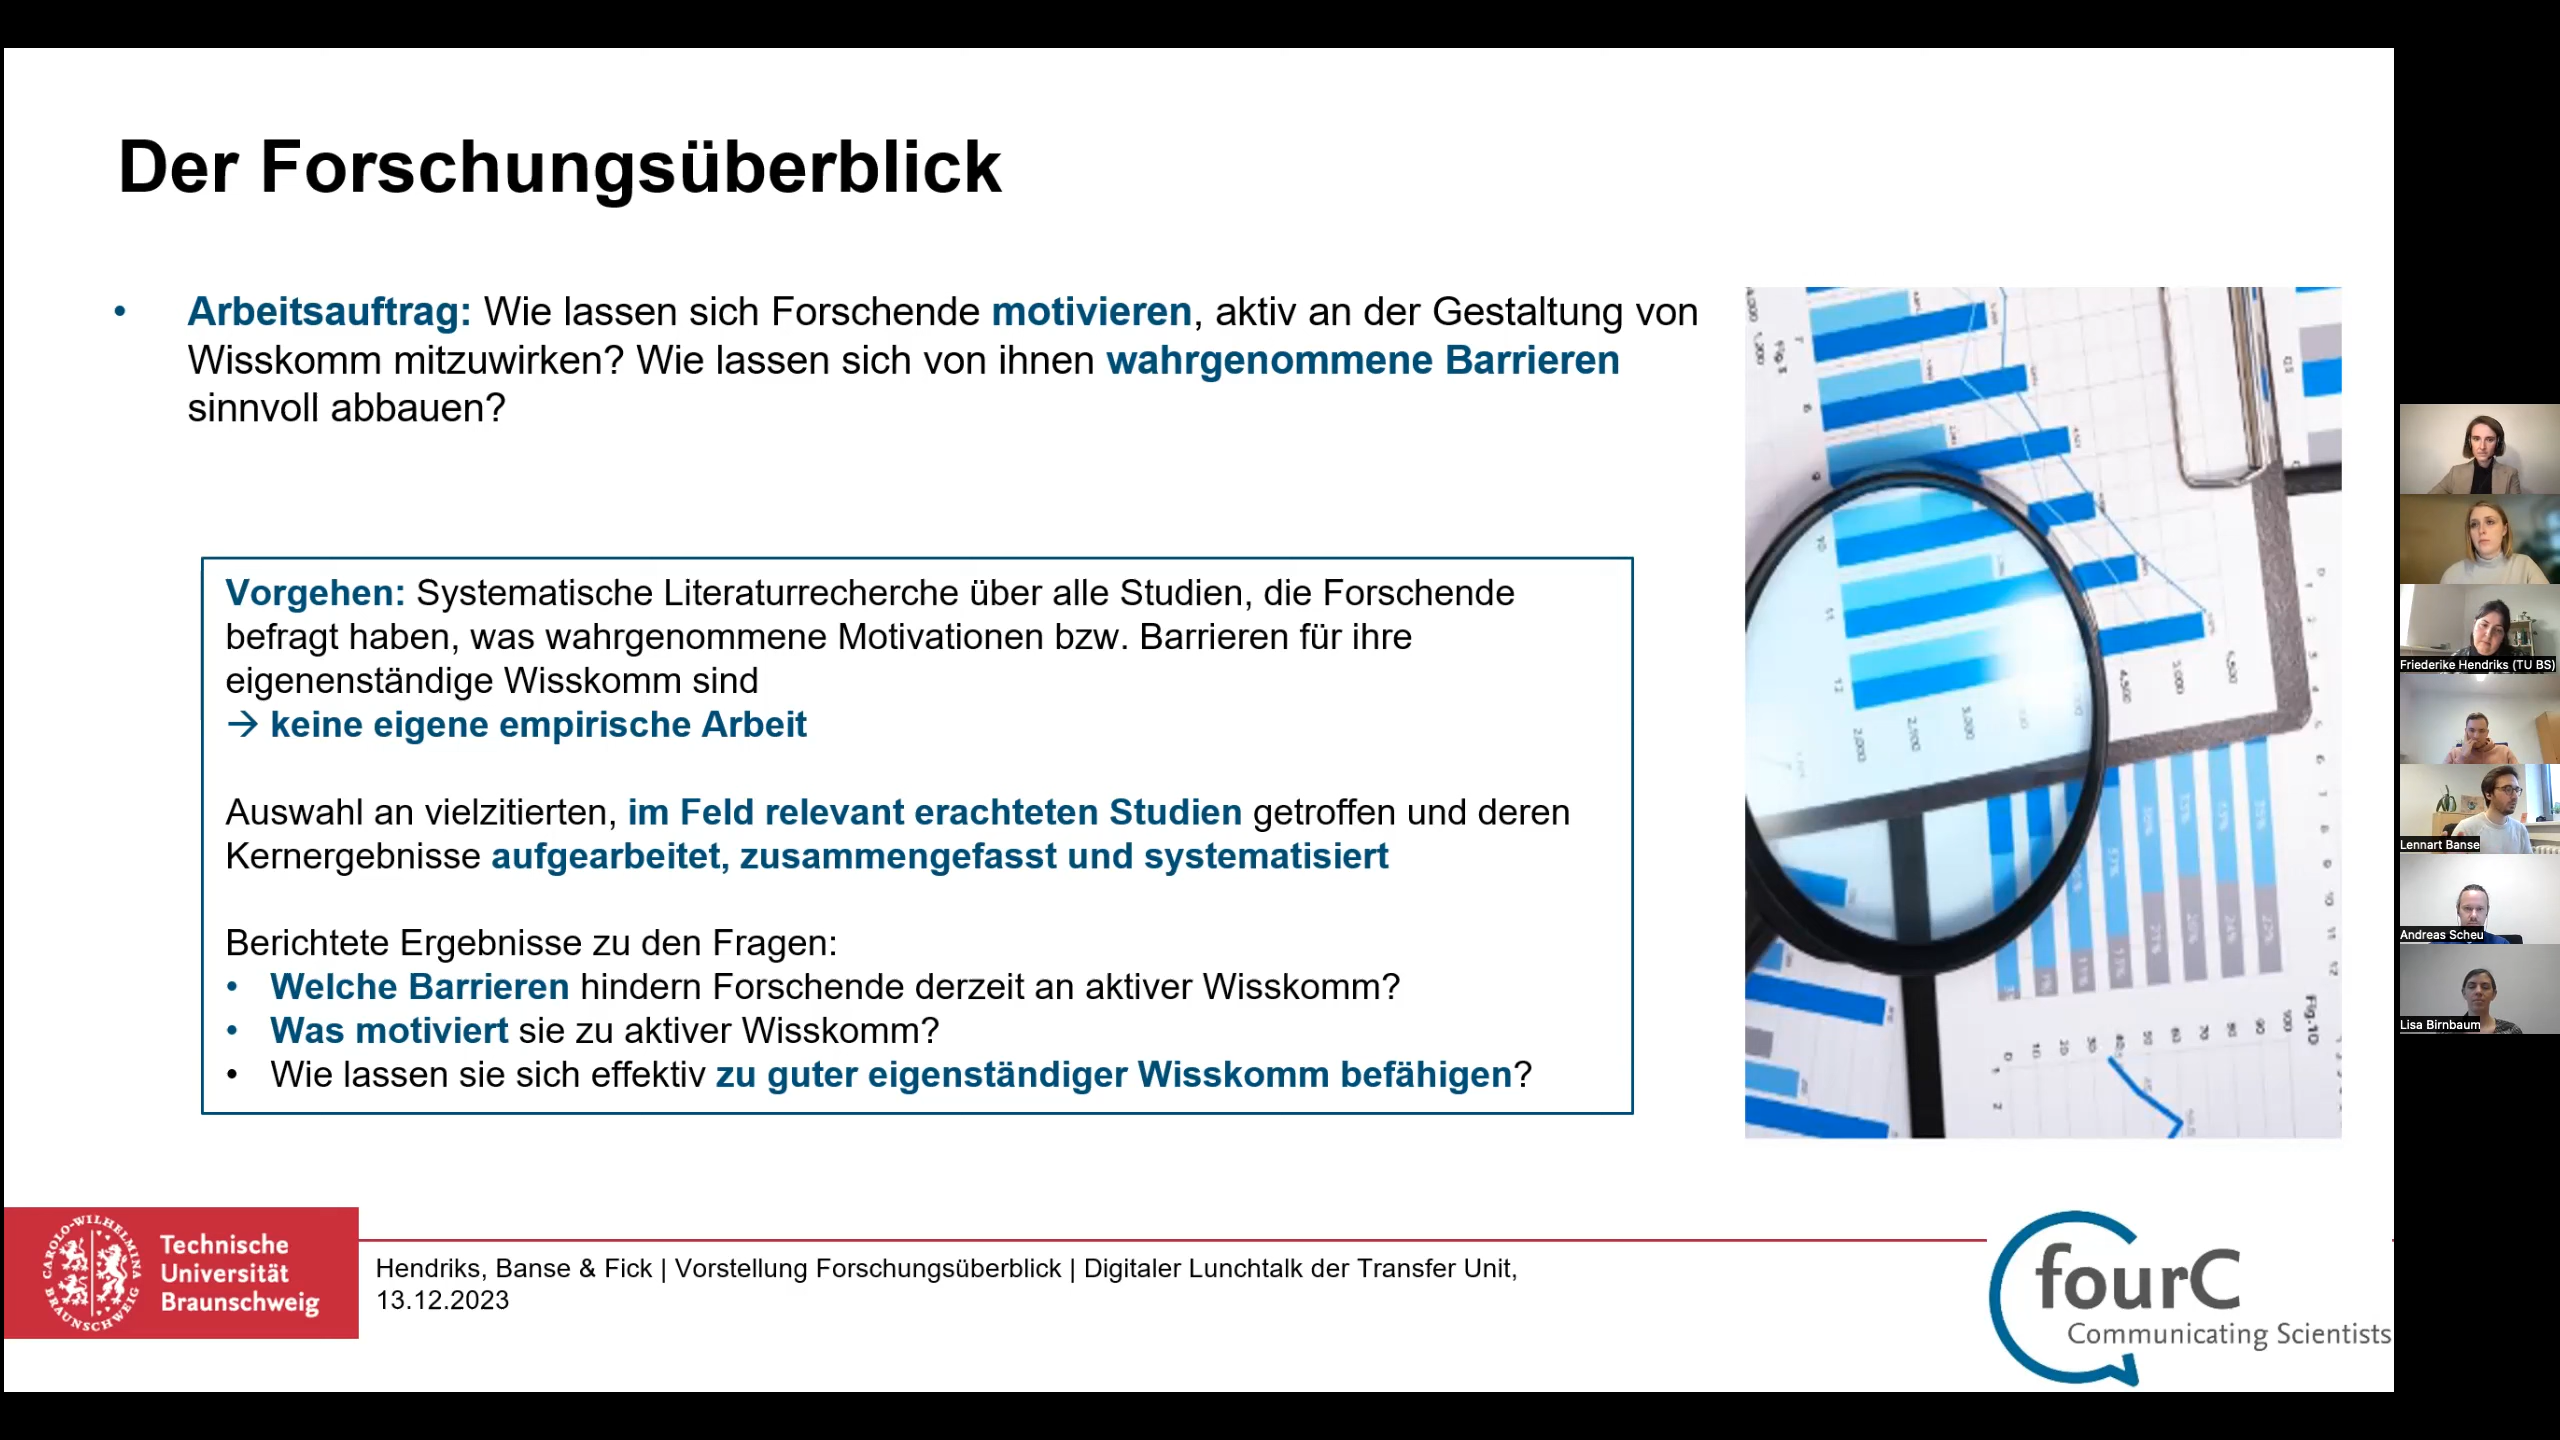 Der Forschungsüberblick
• Arbeitsauftrag: Wie lassen sich Forschende motivieren, aktiv an der Gestaltung von
Wisskomm mitzuwirken? Wie lassen sich von ihnen wahrgenommene Barrieren
sinnvoll abbauen?
Vorgehen: Systematische Literaturrecherche über alle Studien, die Forschende
befragt haben, was wahrgenommene Motivationen bzw. Barrieren für ihre
eigenenständige Wisskomm sind
→ keine eigene empirische Arbeit
Auswahl an vielzitierten, im Feld relevant erachteten Studien getroffen und deren
Kernergebnisse aufgearbeitet, zusammengefasst und systematisiert
Berichtete Ergebnisse zu den Fragen:
• Welche Barrieren hindern Forschende derzeit an aktiver Wisskomm?
• Was motiviert sie zu aktiver Wisskomm?
• Wie lassen sie sich effektiv zu guter eigenständiger Wisskomm befähigen?
Fig.10
CAROLO-WILHELMINA
BRAUNSCHWEIG
Technische
Universität
Braunschweig
Hendriks, Banse & Fick | Vorstellung Forschungsüberblick | Digitaler Lunchtalk der Transfer Unit,
13.12.2023
fourC
Communicating Scientists
Friederike Hendriks (TU BS)
Lennart Banse
Andreas Scheu
Lisa Birnbaum